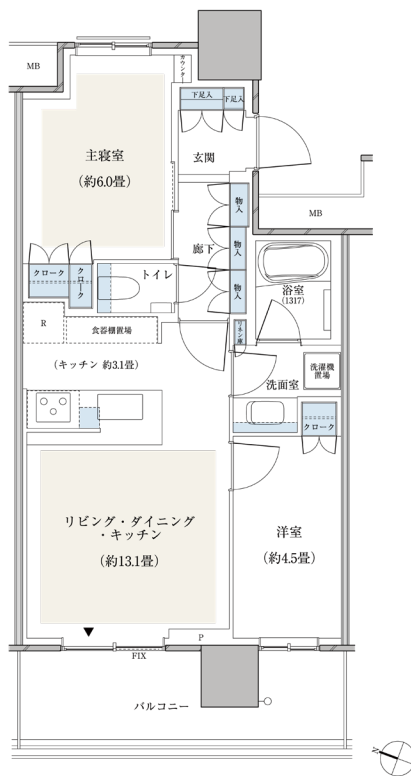 MB
カウンター
下足入
下足入
主寝室
(約6.0畳)
玄関
物入
MB
廊下
物入
浴室
(1317)
クローク
クローク
トイレ
物入
R
食器棚置場
リネン庫
(キッチン 約3.1畳)
洗面室
洗濯機
置場
クローク
リビング・ダイニング
・キッチン
(約13.1畳)
洋室
(約4.5畳)
P
FIX
バルコニー
N